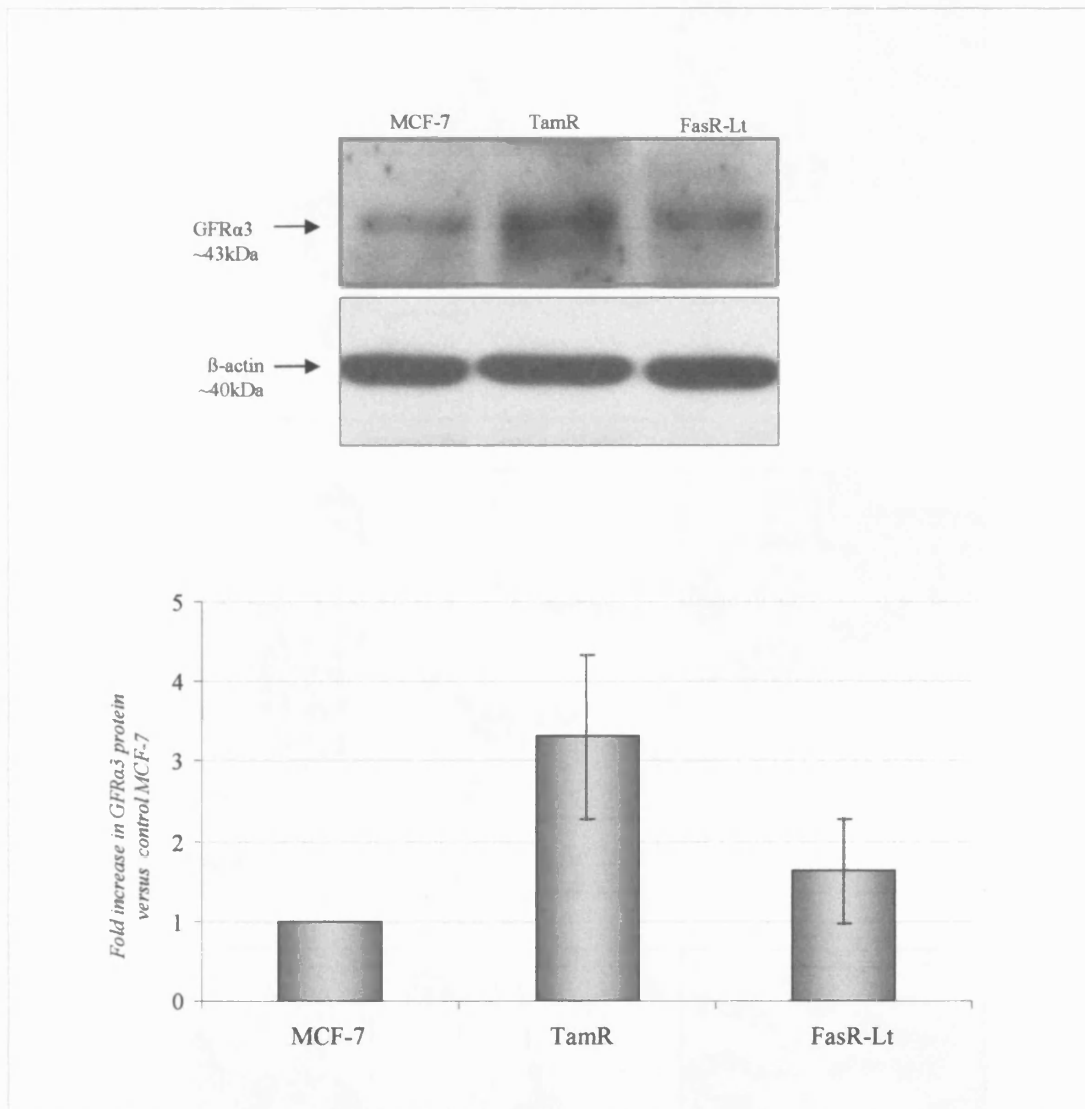 MCF-7 TamR FasR-Lt
GFRα3
~43kDa
ß-actin
~40kDa
Fold increase in GFRα3 protein
versus control MCF-7
5
4
3
2
1
0
MCF-7 TamR FasR-Lt